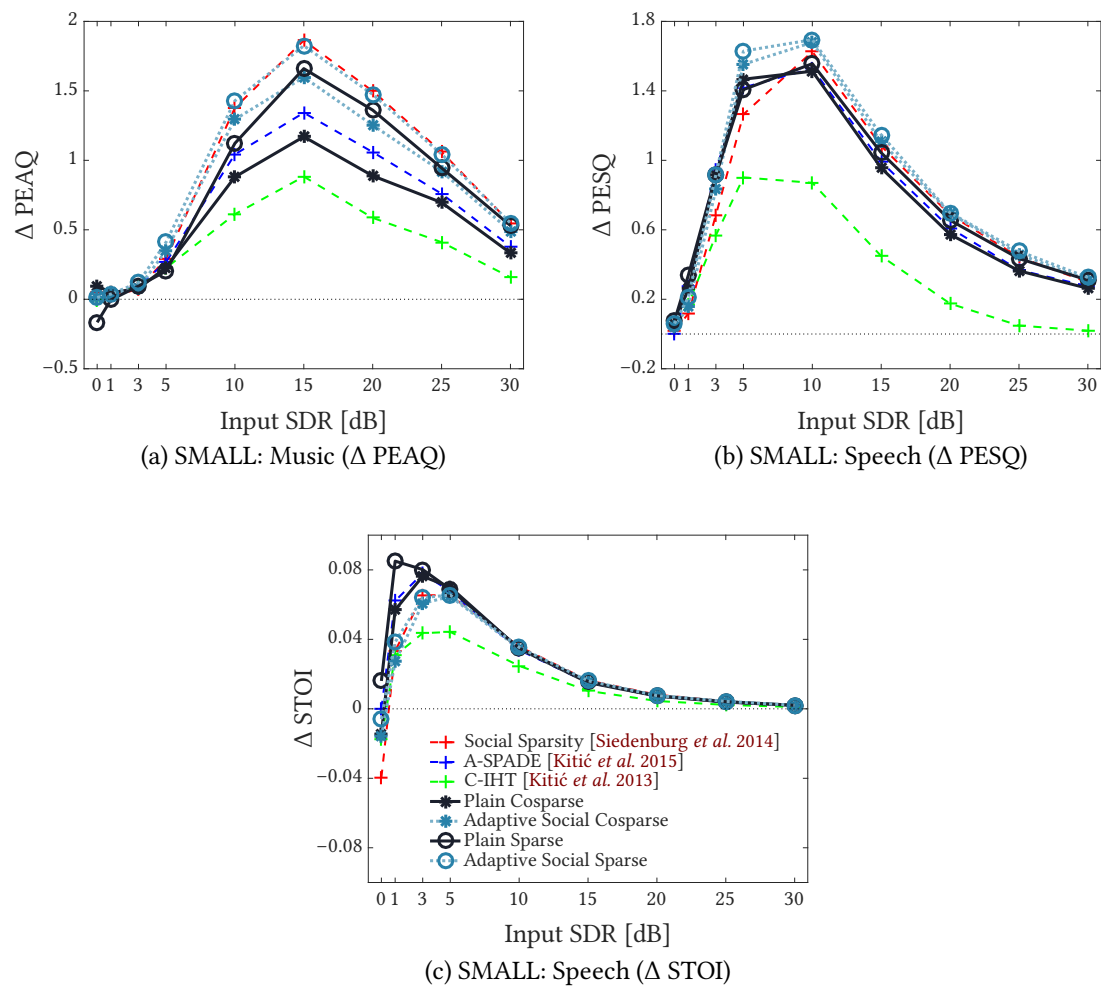 2
1.5
1
0.5
0
−0.5
Δ PEAQ
0 1 3 5 10 15 20 25 30
Input SDR [dB]
(a) SMALL: Music (Δ PEAQ)
1.8
1.4
1
0.6
0.2
−0.2
Δ PESQ
0 1 3 5 10 15 20 25 30
Input SDR [dB]
(b) SMALL: Speech (Δ PESQ)
0.08
0.04
0
−0.04
−0.08
Δ STOI
Social Sparsity [Siedenburg et al. 2014]
A-SPADE [Kitić et al. 2015]
C-IHT [Kitić et al. 2013]
Plain Cosparse
Adaptive Social Cosparse
Plain Sparse
Adaptive Social Sparse
0 1 3 5 10 15 20 25 30
Input SDR [dB]
(c) SMALL: Speech (Δ STOI)